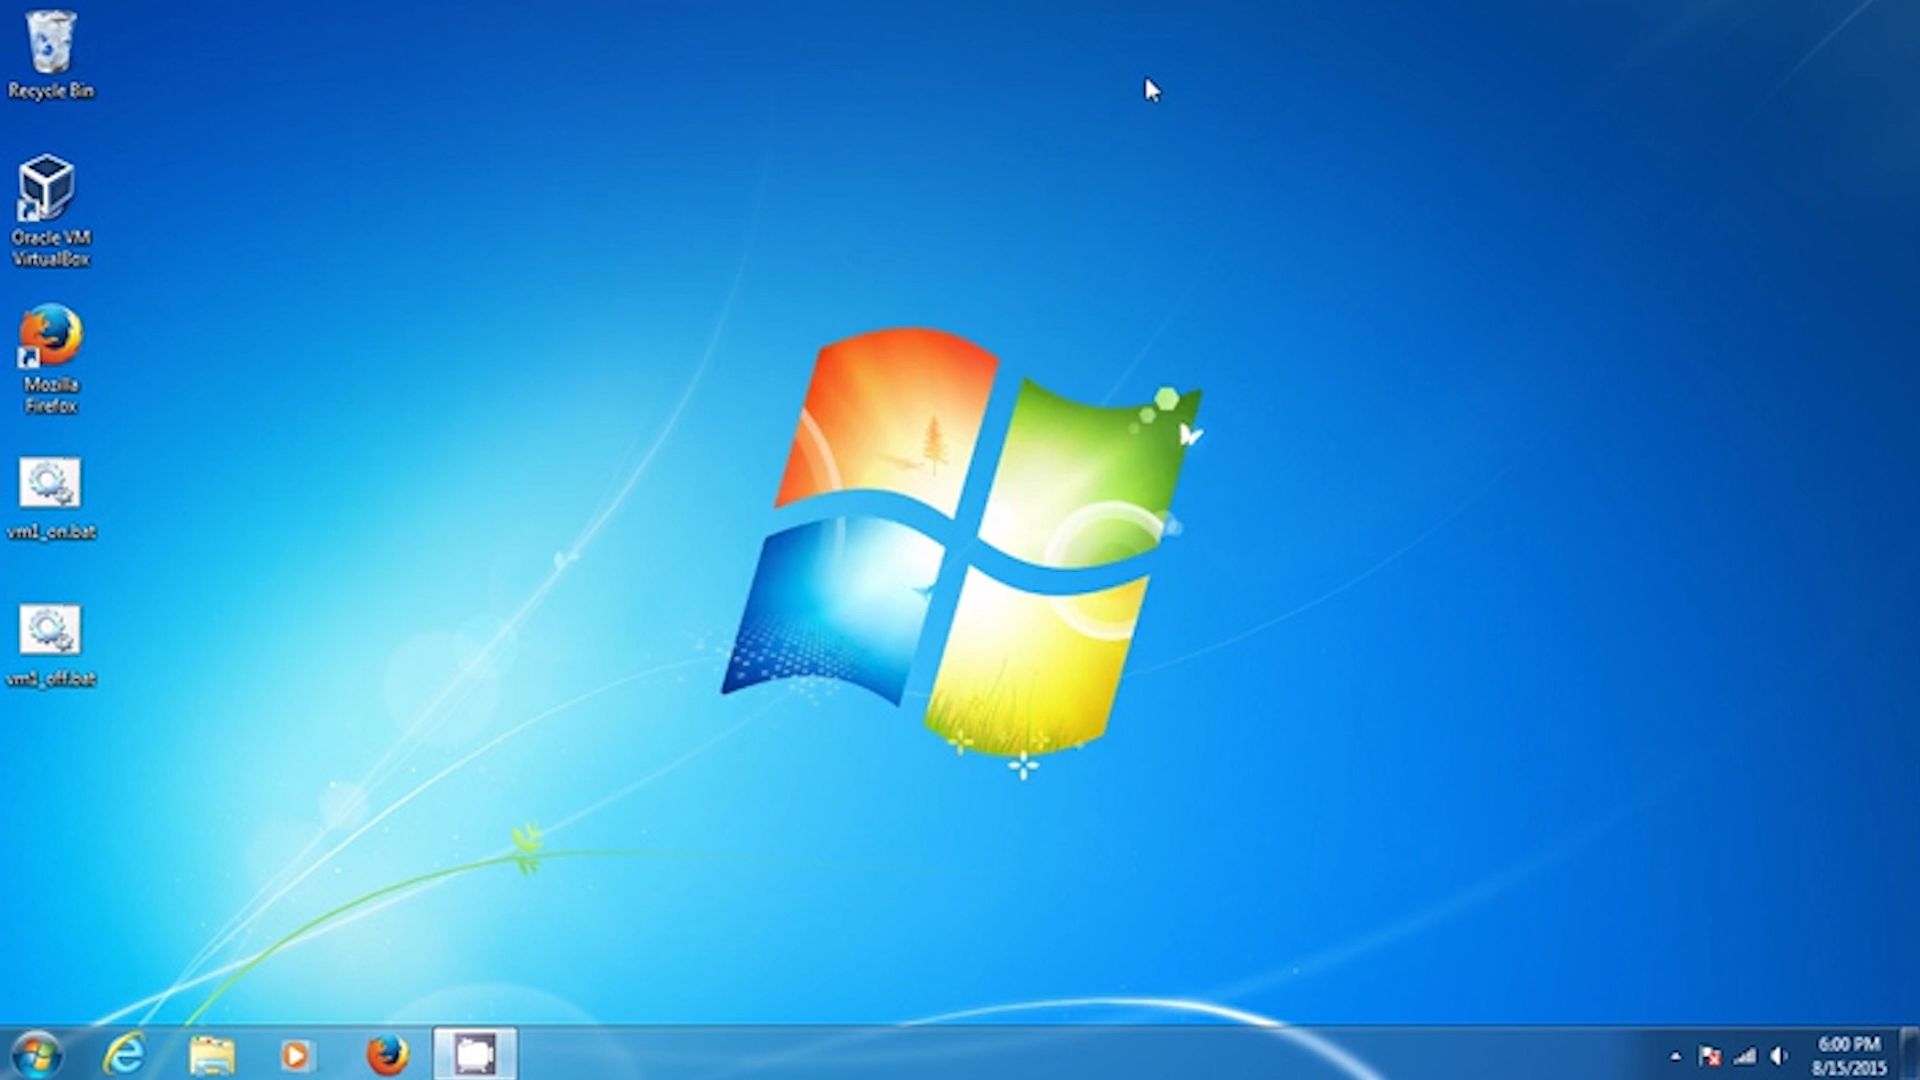 Recycle Bin
Oracle VM
VirtualBox
Mozilla
Firefox
vm1_on.bat
vm1_off.bat
6:00 PM
8/15/2015